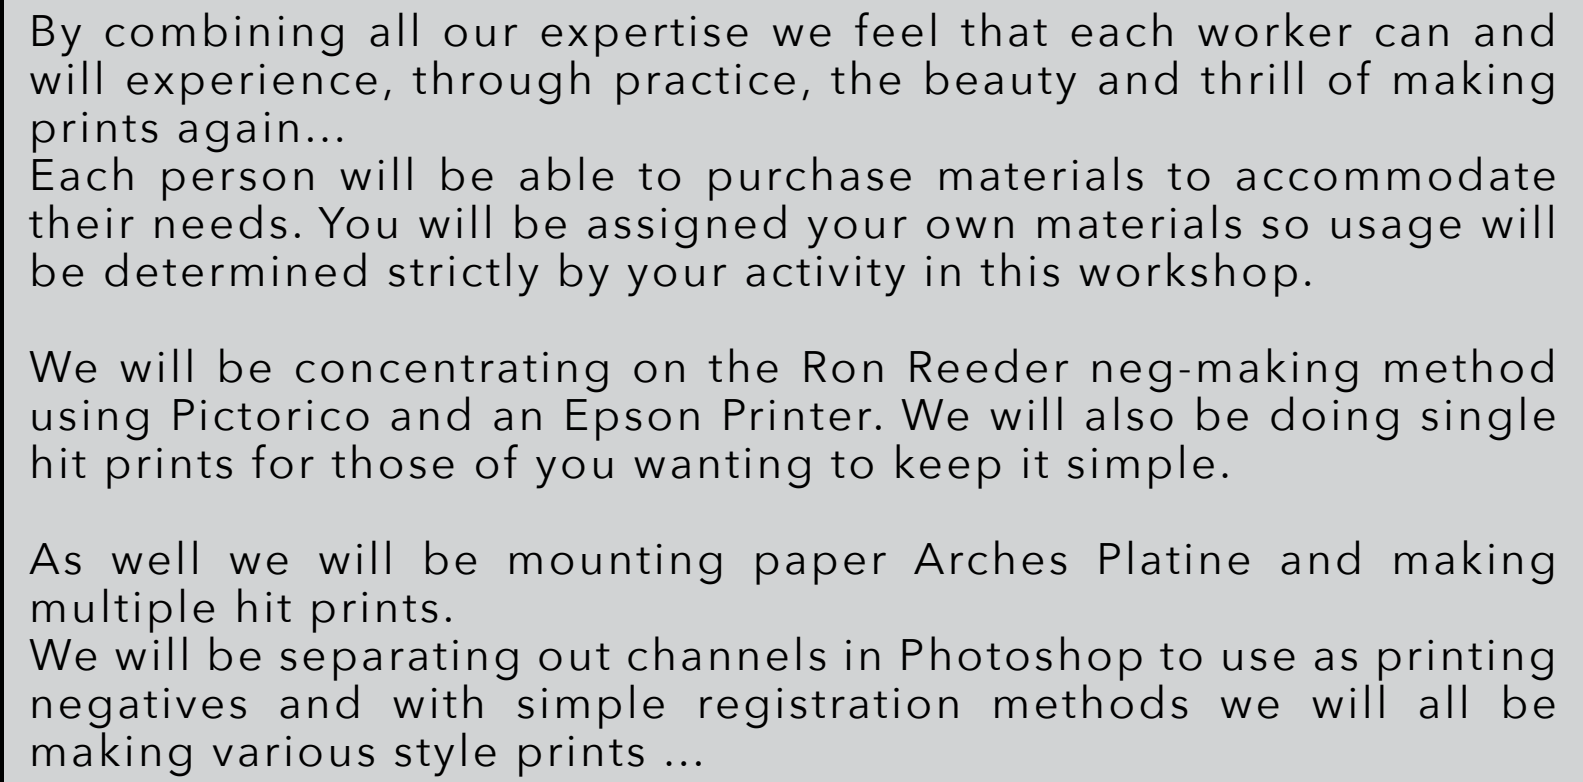 By combining all our expertise we feel that each worker can and
will experience, through practice, the beauty and thrill of making
prints again...
Each person will be able to purchase materials to accommodate
their needs. You will be assigned your own materials so usage will
be determined strictly by your activity in this workshop.
We will be concentrating on the Ron Reeder neg-making method
using Pictorico and an Epson Printer. We will also be doing single
hit prints for those of you wanting to keep it simple.
As well we will be mounting paper Arches Platine and making
multiple hit prints.
We will be separating out channels in Photoshop to use as printing
negatives and with simple registration methods we will all be
making various style prints ...